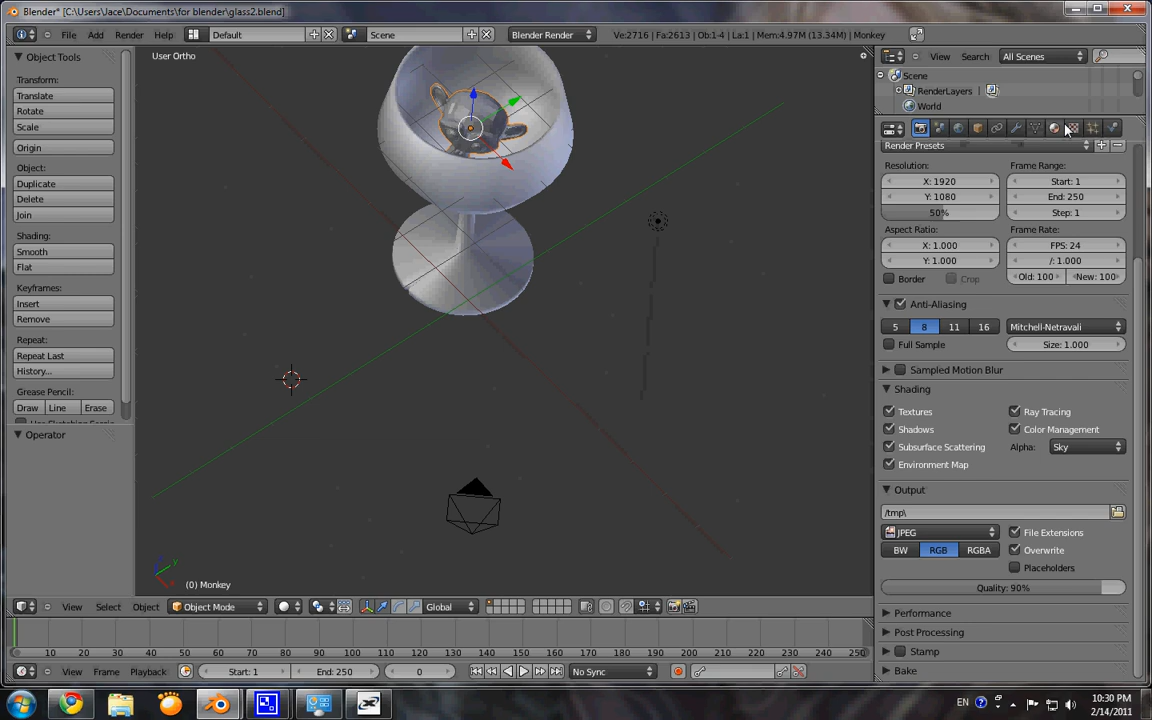 Blender* [C:\Users\Jace\Documents\for blender\glass2.blend]
File Add Render Help Default Scene Blender Render Ve:2716 | Fa:2613 | Ob:1-4 | La:1 | Mem:4.97M (13.34M) | Monkey
Object Tools
Transform:
Translate
Rotate
Scale
Origin
Object:
Duplicate
Delete
Join
Shading:
Smooth
Flat
Keyframes:
Insert
Remove
Repeat:
Repeat Last
History...
Grease Pencil:
Draw Line Erase
Operator
User Ortho
(0) Monkey
View Select Object Object Mode Global
10 20 30 40 50 60 70 80 90 100 110 120 130 140 150 160 170 180 190 200 210 220 230 240 250
View Frame Playback Start: 1 End: 250 0 No Sync
View Search: All Scenes
Scene
RenderLayers
World
Render Presets
Resolution: Frame Range:
X: 1920 Start: 1
Y: 1080 End: 250
50% Step: 1
Aspect Ratio: Frame Rate:
X: 1.000 FPS: 24
Y: 1.000 /: 1.000
Border Crop Old: 100 New: 100
Anti-Aliasing
5 8 11 16 Mitchell-Netravali
Full Sample Size: 1.000
Sampled Motion Blur
Shading
Textures Ray Tracing
Shadows Color Management
Subsurface Scattering Alpha: Sky
Environment Map
Output
/tmp\
JPEG File Extensions
BW RGB RGBA Overwrite
Placeholders
Quality: 90%
Performance
Post Processing
Stamp
Bake
EN 10:30 PM
2/14/2011